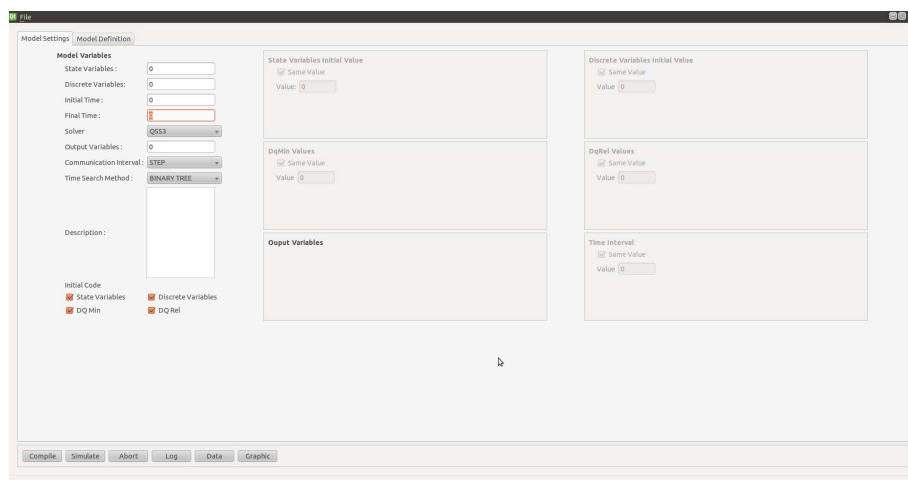 Qt File
Model Settings Model Definition
Model Variables
State Variables : 0
Discrete Variables: 0
Initial Time : 0
Final Time : 0
Solver QSS3
Output Variables : 0
Communication Interval : STEP
Time Search Method : BINARY TREE
Description :
Initial Code
State Variables Discrete Variables
DQ Min DQ Rel
State Variables Initial Value
Same Value
Value: 0
Discrete Variables Initial Value
Same Value
Value 0
DqMin Values
Same Value
Value 0
DqRel Values
Same Value
Value 0
Ouput Variables
Time Interval
Same Value
Value 0
Compile Simulate Abort Log Data Graphic